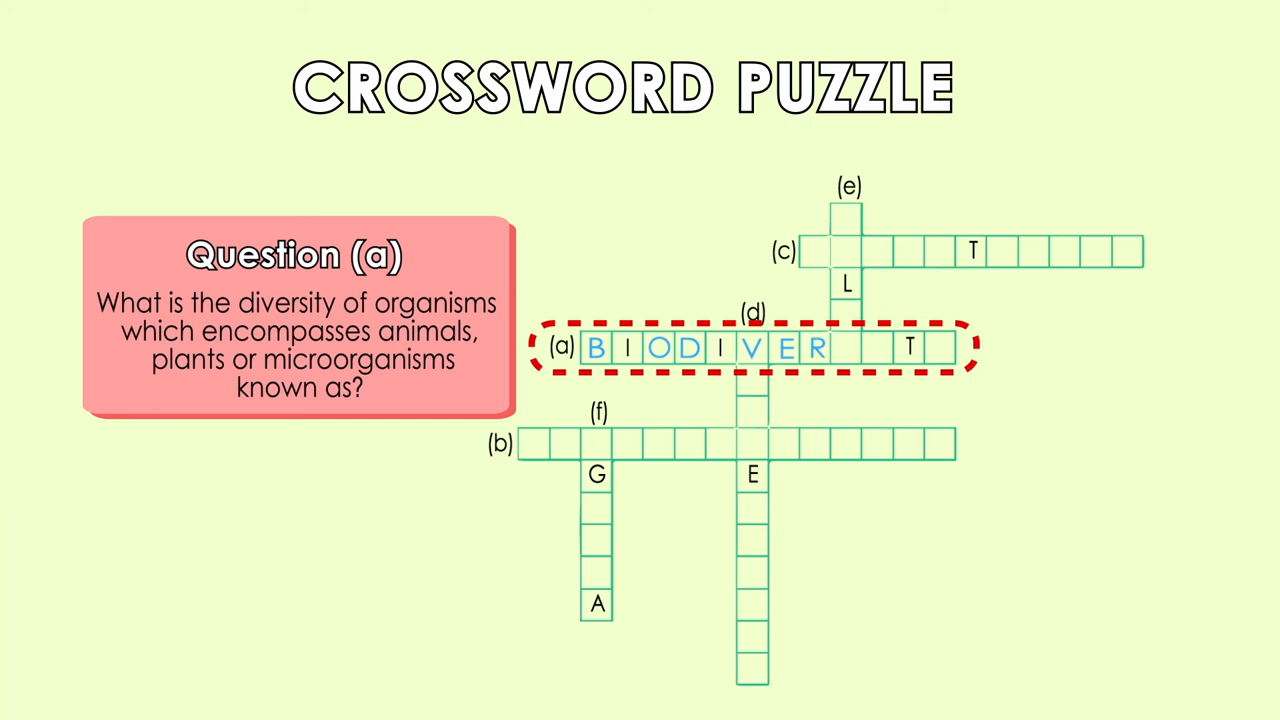 CROSSWORD PUZZLE
Question (a)
What is the diversity of organisms
which encompasses animals,
plants or microorganisms
known as?
(e)
(c) T
L
(d)
(a) B I O D I V E R T
(f)
(b)
G E
A